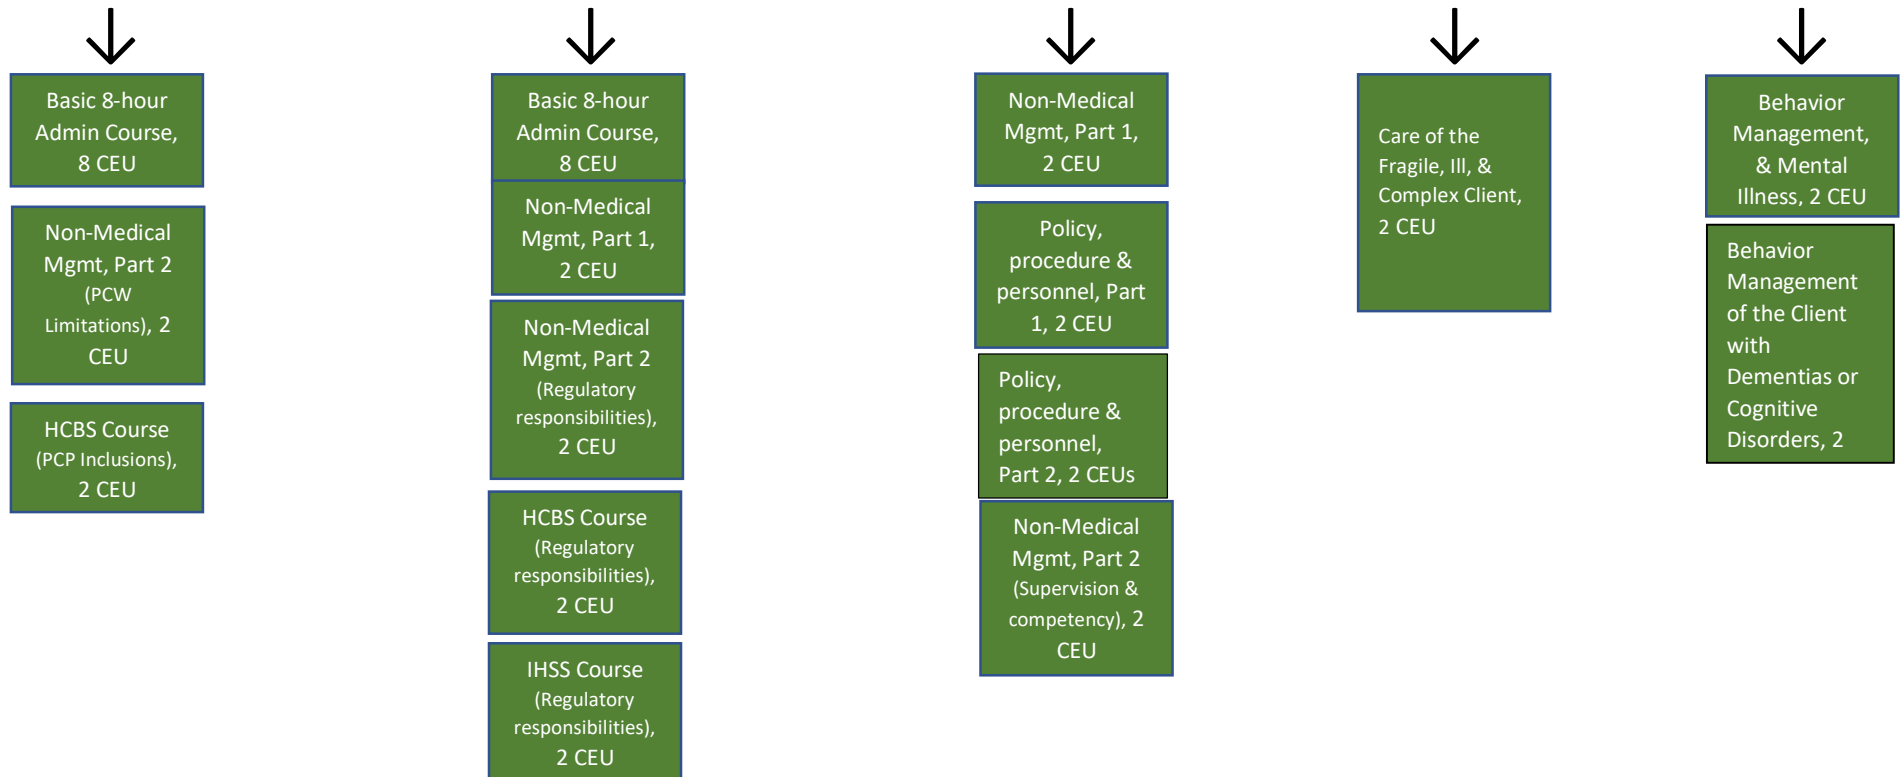 Basic 8-hour
Admin Course,
8 CEU
Non-Medical
Mgmt, Part 2
(PCW
Limitations), 2
CEU
HCBS Course
(PCP Inclusions),
2 CEU
Basic 8-hour
Admin Course,
8 CEU
Non-Medical
Mgmt, Part 1,
2 CEU
Non-Medical
Mgmt, Part 2
(Regulatory
responsibilities),
2 CEU
HCBS Course
(Regulatory
responsibilities),
2 CEU
IHSS Course
(Regulatory
responsibilities),
2 CEU
Non-Medical
Mgmt, Part 1,
2 CEU
Policy,
procedure &
personnel, Part
1, 2 CEU
Policy,
procedure &
personnel,
Part 2, 2 CEUs
Non-Medical
Mgmt, Part 2
(Supervision &
competency), 2
CEU
Care of the
Fragile, Ill, &
Complex Client,
2 CEU
Behavior
Management,
& Mental
Illness, 2 CEU
Behavior
Management
of the Client
with
Dementias or
Cognitive
Disorders, 2